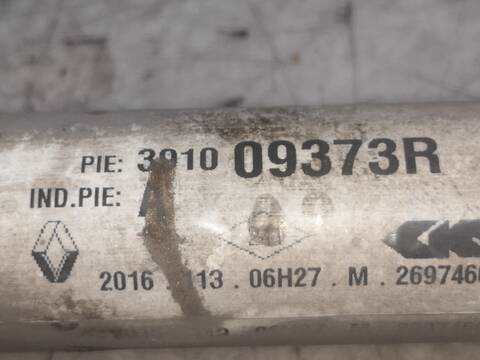 PIE: 3910 09373R
IND.PIE: A
2016 113 06H27 . M . 269746